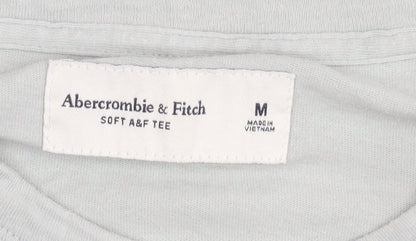 Abercrombie & Fitch
SOFT A&F TEE
M
MADE IN
VIETNAM